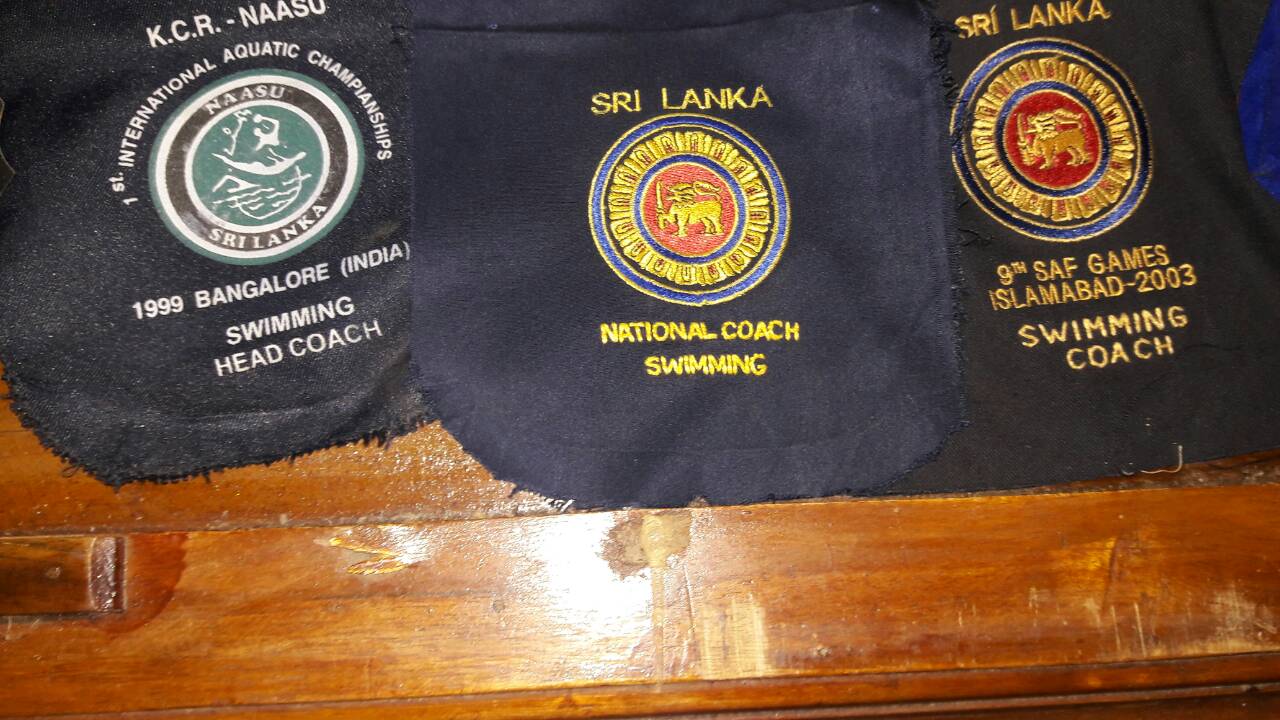 K.C.R. - NAASU
1 st. INTERNATIONAL AQUATIC CHAMPIANSHIPS
NAASU
SRI LANKA
1999 BANGALORE (INDIA)
SWIMMING
HEAD COACH
SRI LANKA
NATIONAL COACH
SWIMMING
SRI LANKA
9TH SAF GAMES
ISLAMABAD-2003
SWIMMING
COACH